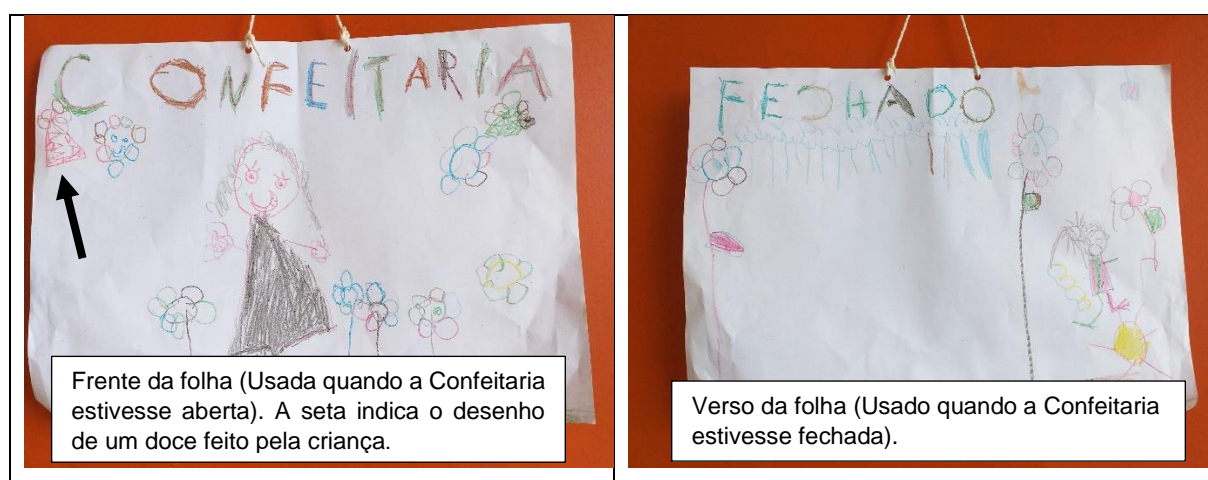 CONFEITARIA
Frente da folha (Usada quando a Confeitaria
estivesse aberta). A seta indica o desenho
de um doce feito pela criança.
FECHADO
Verso da folha (Usado quando a Confeitaria
estivesse fechada).